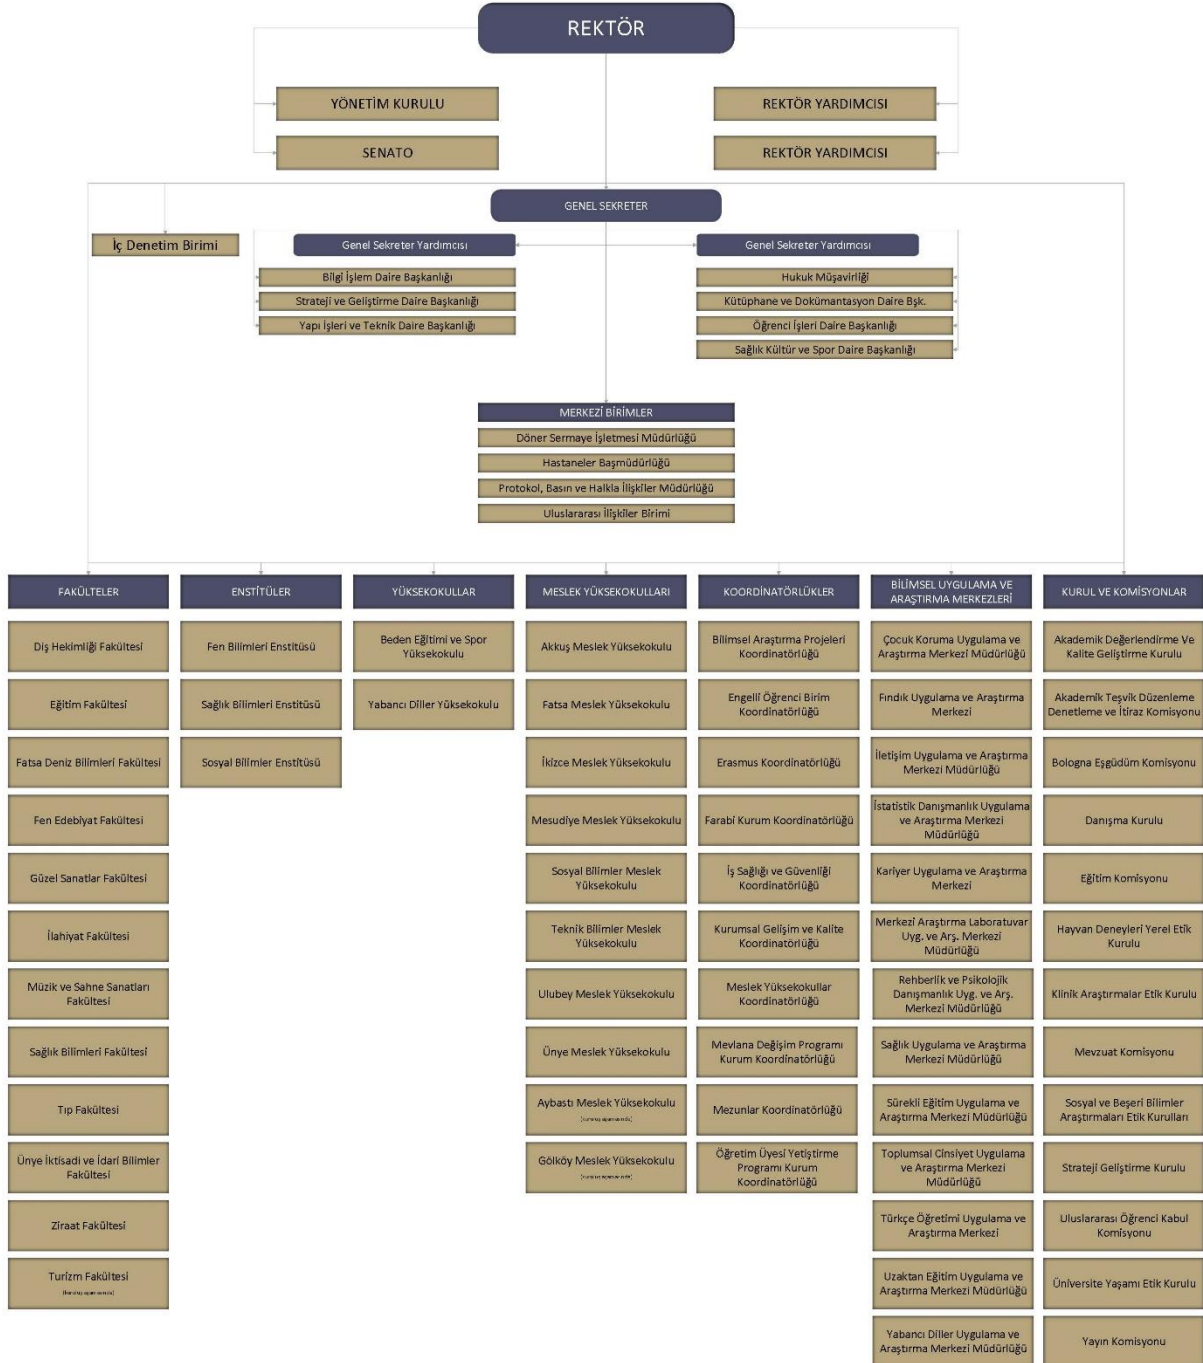 REKTÖR
YÖNETİM KURULU
REKTÖR YARDIMCISI
SENATO
REKTÖR YARDIMCISI
GENEL SEKRETER
İç Denetim Birimi
Genel Sekreter Yardımcısı
Bilgi İşlem Daire Başkanlığı
Strateji ve Geliştirme Daire Başkanlığı
Yapı İşleri ve Teknik Daire Başkanlığı
Genel Sekreter Yardımcısı
Hukuk Müşavirliği
Kütüphane ve Dokümantasyon Daire Bşk.
Öğrenci İşleri Daire Başkanlığı
Sağlık Kültür ve Spor Daire Başkanlığı
MERKEZİ BİRİMLER
Döner Sermaye İşletmesi Müdürlüğü
Hastaneler Başmüdürlüğü
Protokol, Basın ve Halkla İlişkiler Müdürlüğü
Uluslararası İlişkiler Birimi
FAKÜLTELER
Diş Hekimliği Fakültesi
Eğitim Fakültesi
Fatsa Deniz Bilimleri Fakültesi
Fen Edebiyat Fakültesi
Güzel Sanatlar Fakültesi
İlahiyat Fakültesi
Müzik ve Sahne Sanatları
Fakültesi
Sağlık Bilimleri Fakültesi
Tıp Fakültesi
Ünye İktisadi ve İdari Bilimler
Fakültesi
Ziraat Fakültesi
Turizm Fakültesi
ENSTİTÜLER
Fen Bilimleri Enstitüsü
Sağlık Bilimleri Enstitüsü
Sosyal Bilimler Enstitüsü
YÜKSEKOKULLAR
Beden Eğitimi ve Spor
Yüksekokulu
Yabancı Diller Yüksekokulu
MESLEK YÜKSEKOKULLARI
Akkuş Meslek Yüksekokulu
Fatsa Meslek Yüksekokulu
İkizce Meslek Yüksekokulu
Mesudiye Meslek Yüksekokulu
Sosyal Bilimler Meslek
Yüksekokulu
Teknik Bilimler Meslek
Yüksekokulu
Ulubey Meslek Yüksekokulu
Ünye Meslek Yüksekokulu
Aybastı Meslek Yüksekokulu
Gölköy Meslek Yüksekokulu
KOORDİNATÖRLÜKLER
Bilimsel Araştırma Projeleri
Koordinatörlüğü
Engelli Öğrenci Birim
Koordinatörlüğü
Erasmus Koordinatörlüğü
Farabi Kurum Koordinatörlüğü
İş Sağlığı ve Güvenliği
Koordinatörlüğü
Kurumsal Gelişim ve Kalite
Koordinatörlüğü
Meslek Yüksekokullar
Koordinatörlüğü
Mevlana Değişim Programı
Kurum Koordinatörlüğü
Mezunlar Koordinatörlüğü
Öğretim Üyesi Yetiştirme
Programı Kurum
Koordinatörlüğü
BİLİMSEL UYGULAMA VE
ARAŞTIRMA MERKEZLERİ
Çocuk Koruma Uygulama ve
Araştırma Merkezi Müdürlüğü
Fındık Uygulama ve Araştırma
Merkezi
İletişim Uygulama ve Araştırma
Merkezi Müdürlüğü
İstatistik Danışmanlık Uygulama
ve Araştırma Merkezi
Müdürlüğü
Kariyer Uygulama ve Araştırma
Merkezi
Merkezi Araştırma Laboratuvar
Uyg. ve Arş. Merkezi
Müdürlüğü
Rehberlik ve Psikolojik
Danışmanlık Uyg. ve Arş.
Merkezi Müdürlüğü
Sağlık Uygulama ve Araştırma
Merkezi Müdürlüğü
Sürekli Eğitim Uygulama ve
Araştırma Merkezi Müdürlüğü
Toplumsal Cinsiyet Uygulama
ve Araştırma Merkezi
Müdürlüğü
Türkçe Öğretimi Uygulama ve
Araştırma Merkezi
Uzaktan Eğitim Uygulama ve
Araştırma Merkezi Müdürlüğü
Yabancı Diller Uygulama ve
Araştırma Merkezi Müdürlüğü
KURUL VE KOMİSYONLAR
Akademik Değerlendirme Ve
Kalite Geliştirme Kurulu
Akademik Teşvik Düzenleme
Denetleme ve İtiraz Komisyonu
Bologna Eşgüdüm Komisyonu
Danışma Kurulu
Eğitim Komisyonu
Hayvan Deneyleri Yerel Etik
Kurulu
Klinik Araştırmalar Etik Kurulu
Mevzuat Komisyonu
Sosyal ve Beşeri Bilimler
Araştırmaları Etik Kurulları
Strateji Geliştirme Kurulu
Uluslararası Öğrenci Kabul
Komisyonu
Üniversite Yaşamı Etik Kurulu
Yayın Komisyonu